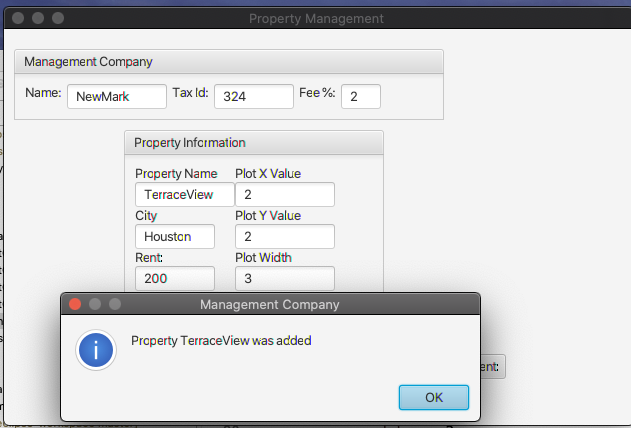 Property Management
Management Company
Name: NewMark Tax Id: 324 Fee %: 2
Property Information
Property Name Plot X Value
TerraceView 2
City Plot Y Value
Houston 2
Rent: Plot Width
200 3
Management Company
Property TerraceView was added
ent:
OK